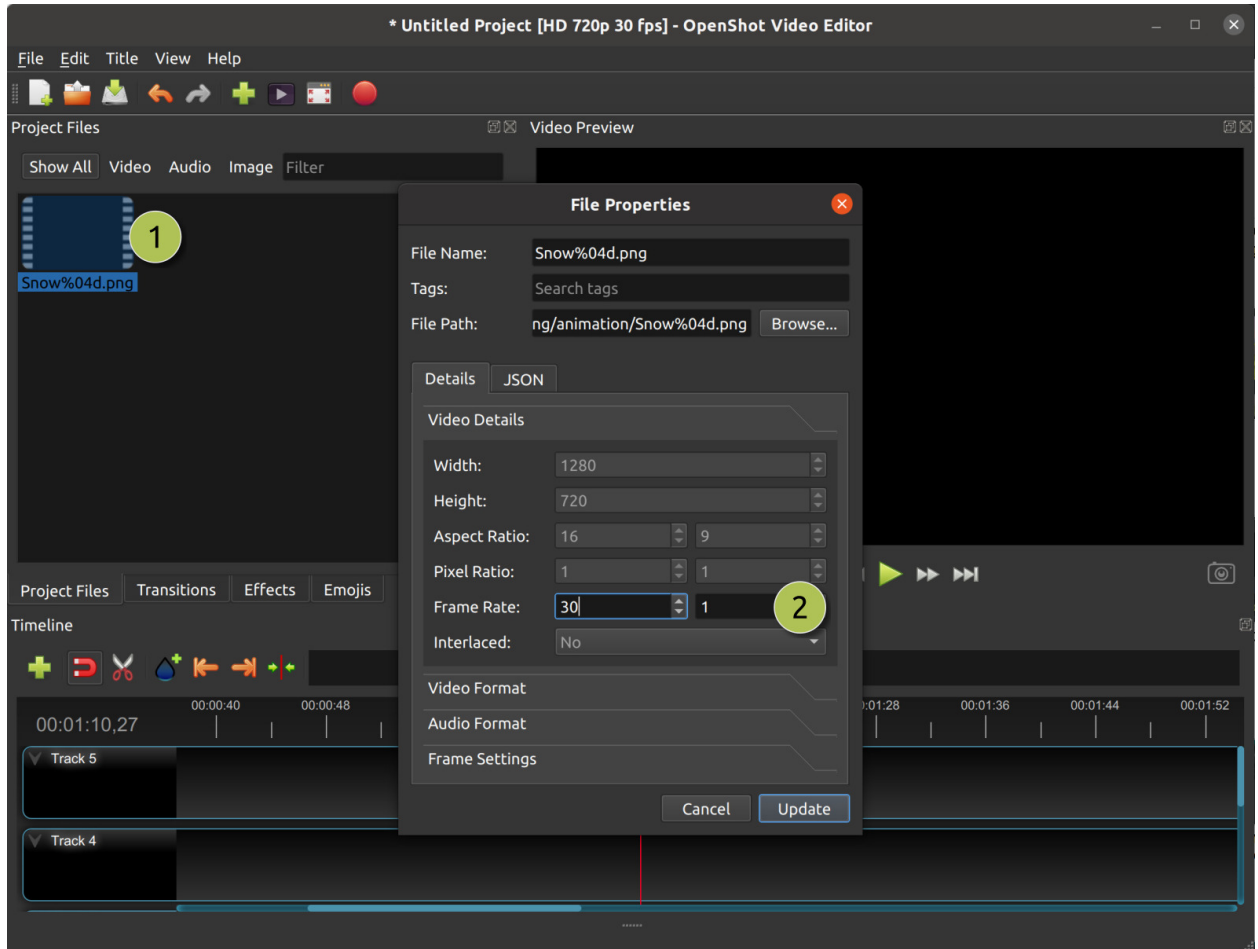 * Untitled Project [HD 720p 30 fps] - OpenShot Video Editor
File Edit Title View Help
Project Files
Video Preview
Show All Video Audio Image Filter
1
Snow%04d.png
File Properties
File Name: Snow%04d.png
Tags: Search tags
File Path: ng/animation/Snow%04d.png Browse...
Details JSON
Video Details
Width: 1280
Height: 720
Aspect Ratio: 16 9
Pixel Ratio: 1 1
Frame Rate: 30 1 2
Interlaced: No
Video Format
Audio Format
Frame Settings
Cancel Update
Project Files Transitions Effects Emojis
Timeline
00:01:10,27
00:00:40 00:00:48 :01:28 00:01:36 00:01:44 00:01:52
Track 5
Track 4